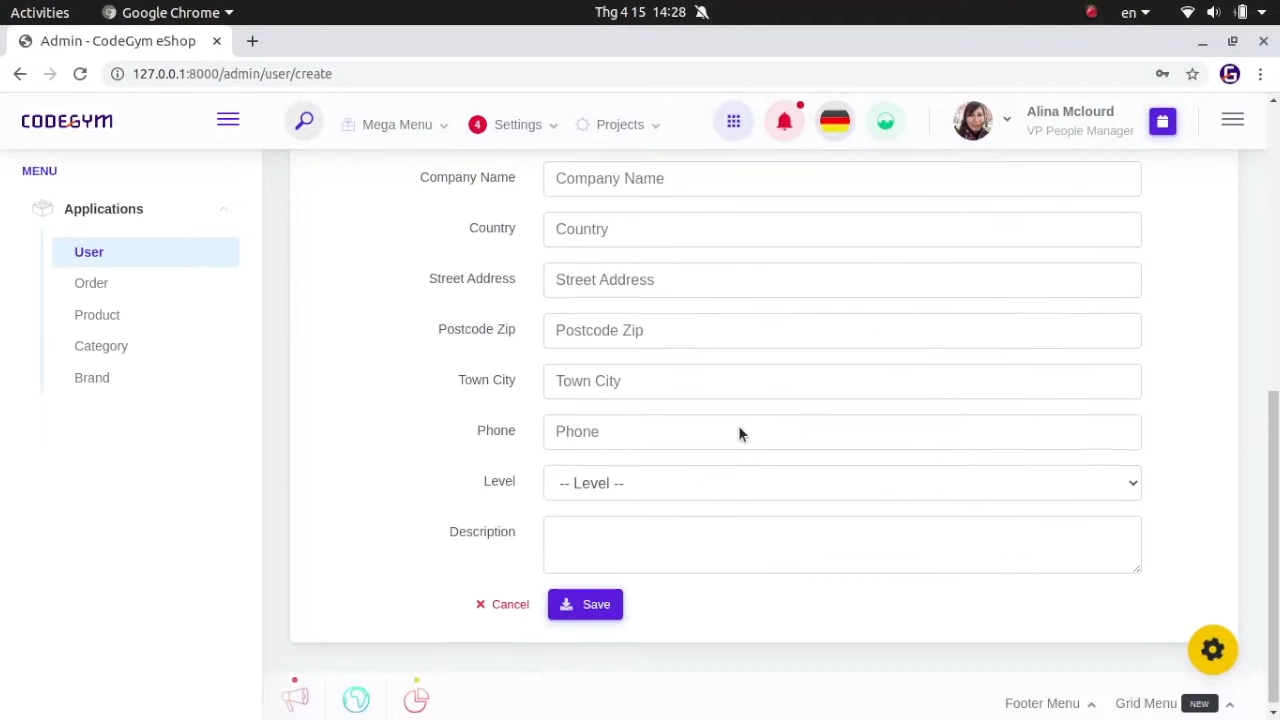 Activities Google Chrome Thg 4 15 14:28 en
Admin - CodeGym eShop
127.0.0.1:8000/admin/user/create
CODEGYM Mega Menu 4 Settings Projects Alina Mclourd
VP People Manager
MENU
Applications
User
Order
Product
Category
Brand
Company Name Company Name
Country Country
Street Address Street Address
Postcode Zip Postcode Zip
Town City Town City
Phone Phone
Level -- Level --
Description
Cancel Save
Footer Menu Grid Menu NEW